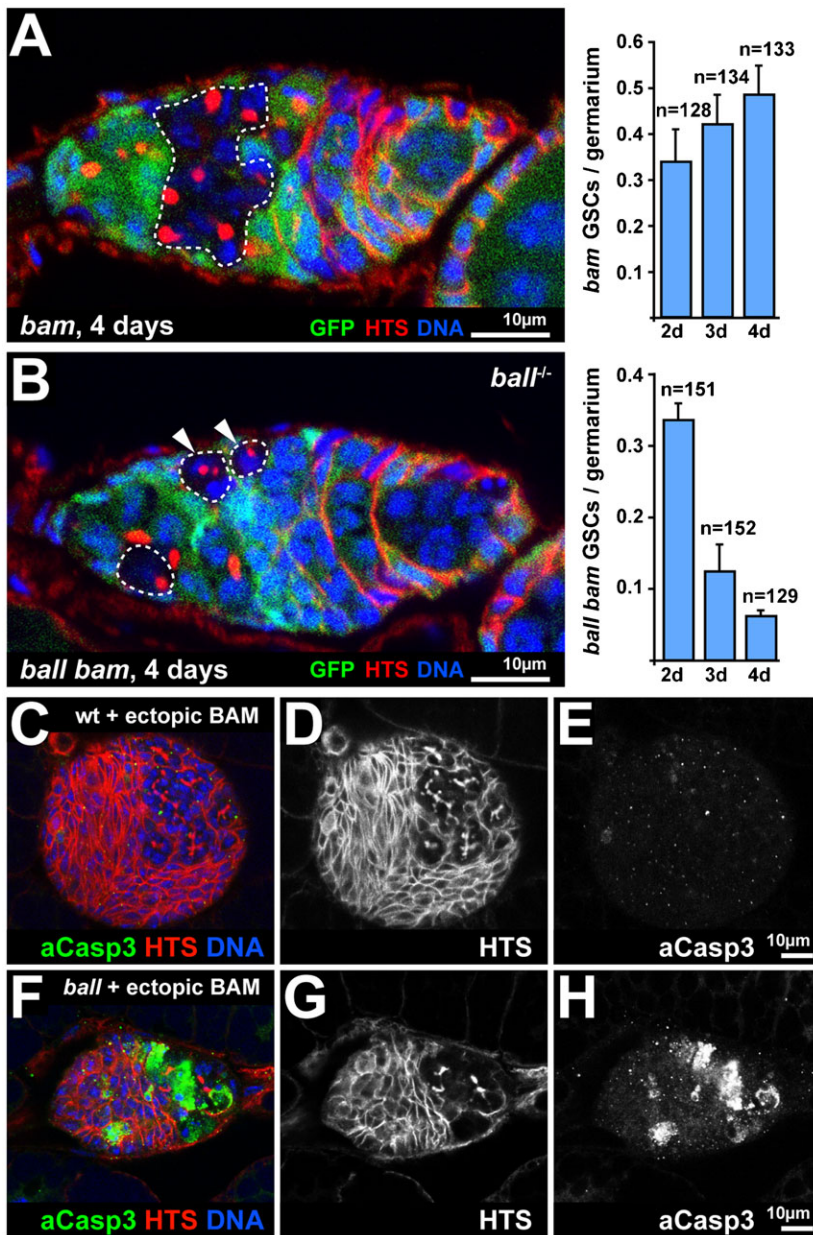 A
bam, 4 days
GFP HTS DNA
10µm
0.6
0.5
0.4
0.3
0.2
0.1
bam GSCs / germarium
n=128
n=134
n=133
2d 3d 4d
B
ball-/-
ball bam, 4 days
GFP HTS DNA
10µm
0.4
0.3
0.2
0.1
ball bam GSCs / germarium
n=151
n=152
n=129
2d 3d 4d
C
wt + ectopic BAM
aCasp3 HTS DNA
D
HTS
E
aCasp3
10µm
F
ball + ectopic BAM
aCasp3 HTS DNA
G
HTS
H
aCasp3
10µm